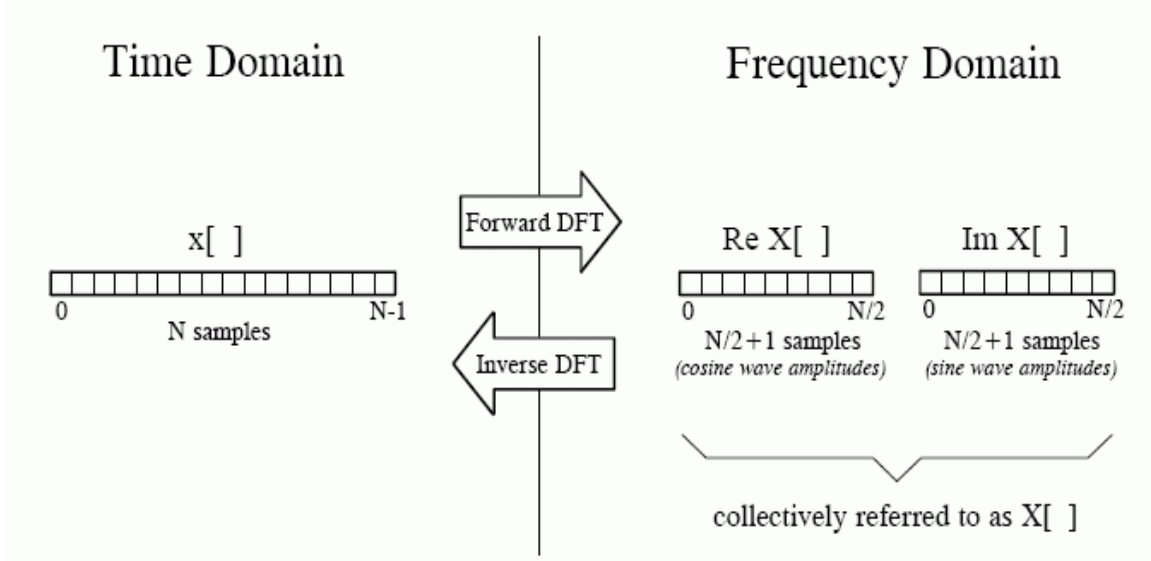 Time Domain
Frequency Domain
Forward DFT
x[ ]
Re X[ ]
Im X[ ]
0
N-1
N samples
0
N/2
0
N/2
N/2+1 samples
(cosine wave amplitudes)
N/2+1 samples
(sine wave amplitudes)
Inverse DFT
collectively referred to as X[ ]